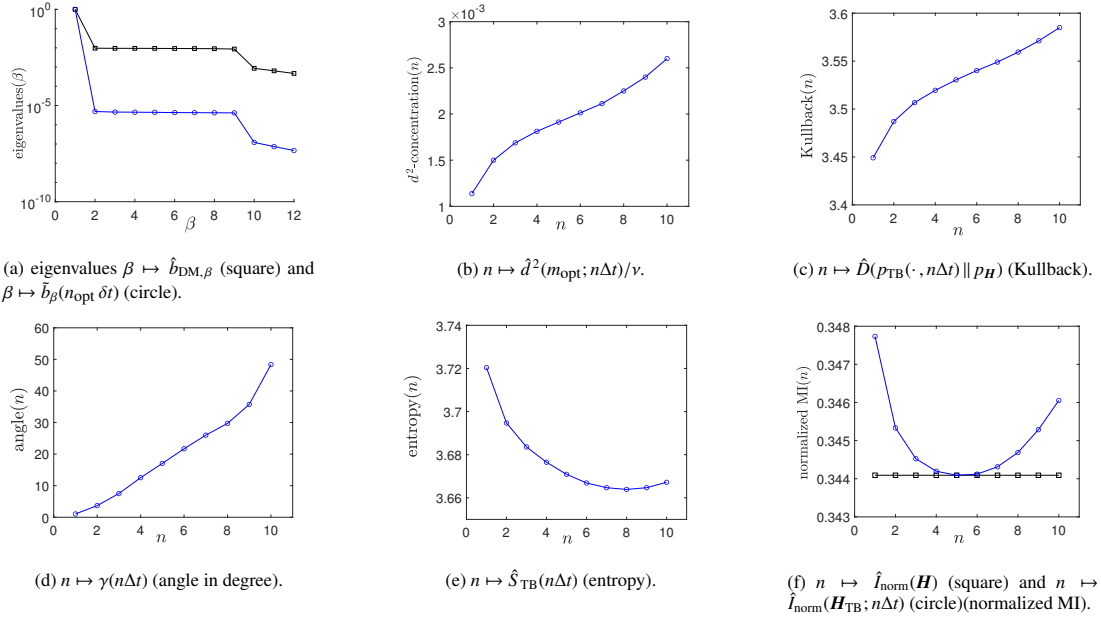 10^0
10^-5
10^-10
eigenvalues(β)
0 2 4 6 8 10 12
β
(a) eigenvalues β ↦ b̂_DM,β (square) and
β ↦ b̃_β(n_opt δt) (circle).
×10^-3
3
2.5
2
1.5
1
d²-concentration(n)
0 2 4 6 8 10
n
(b) n ↦ d̂²(m_opt; nΔt)/ν.
3.6
3.55
3.5
3.45
3.4
Kullback(n)
0 2 4 6 8 10
n
(c) n ↦ D̂(p_TB(·, nΔt) ∥ p_H) (Kullback).
60
50
40
30
20
10
0
angle(n)
0 2 4 6 8 10
n
(d) n ↦ γ(nΔt) (angle in degree).
3.74
3.72
3.7
3.68
3.66
entropy(n)
0 2 4 6 8 10
n
(e) n ↦ Ŝ_TB(nΔt) (entropy).
0.348
0.347
0.346
0.345
0.344
0.343
normalized MI(n)
0 2 4 6 8 10
n
(f) n ↦ Î_norm(H) (square) and n ↦
Î_norm(H_TB; nΔt) (circle)(normalized MI).